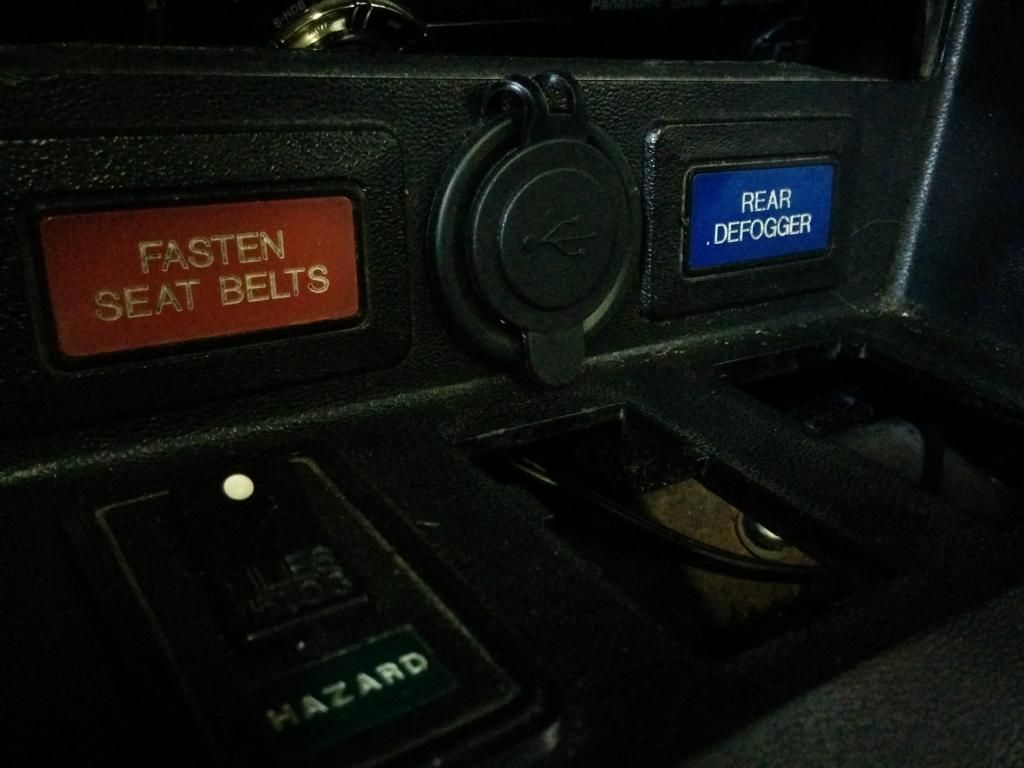 FASTEN
SEAT BELTS
REAR
DEFOGGER
HAZARD